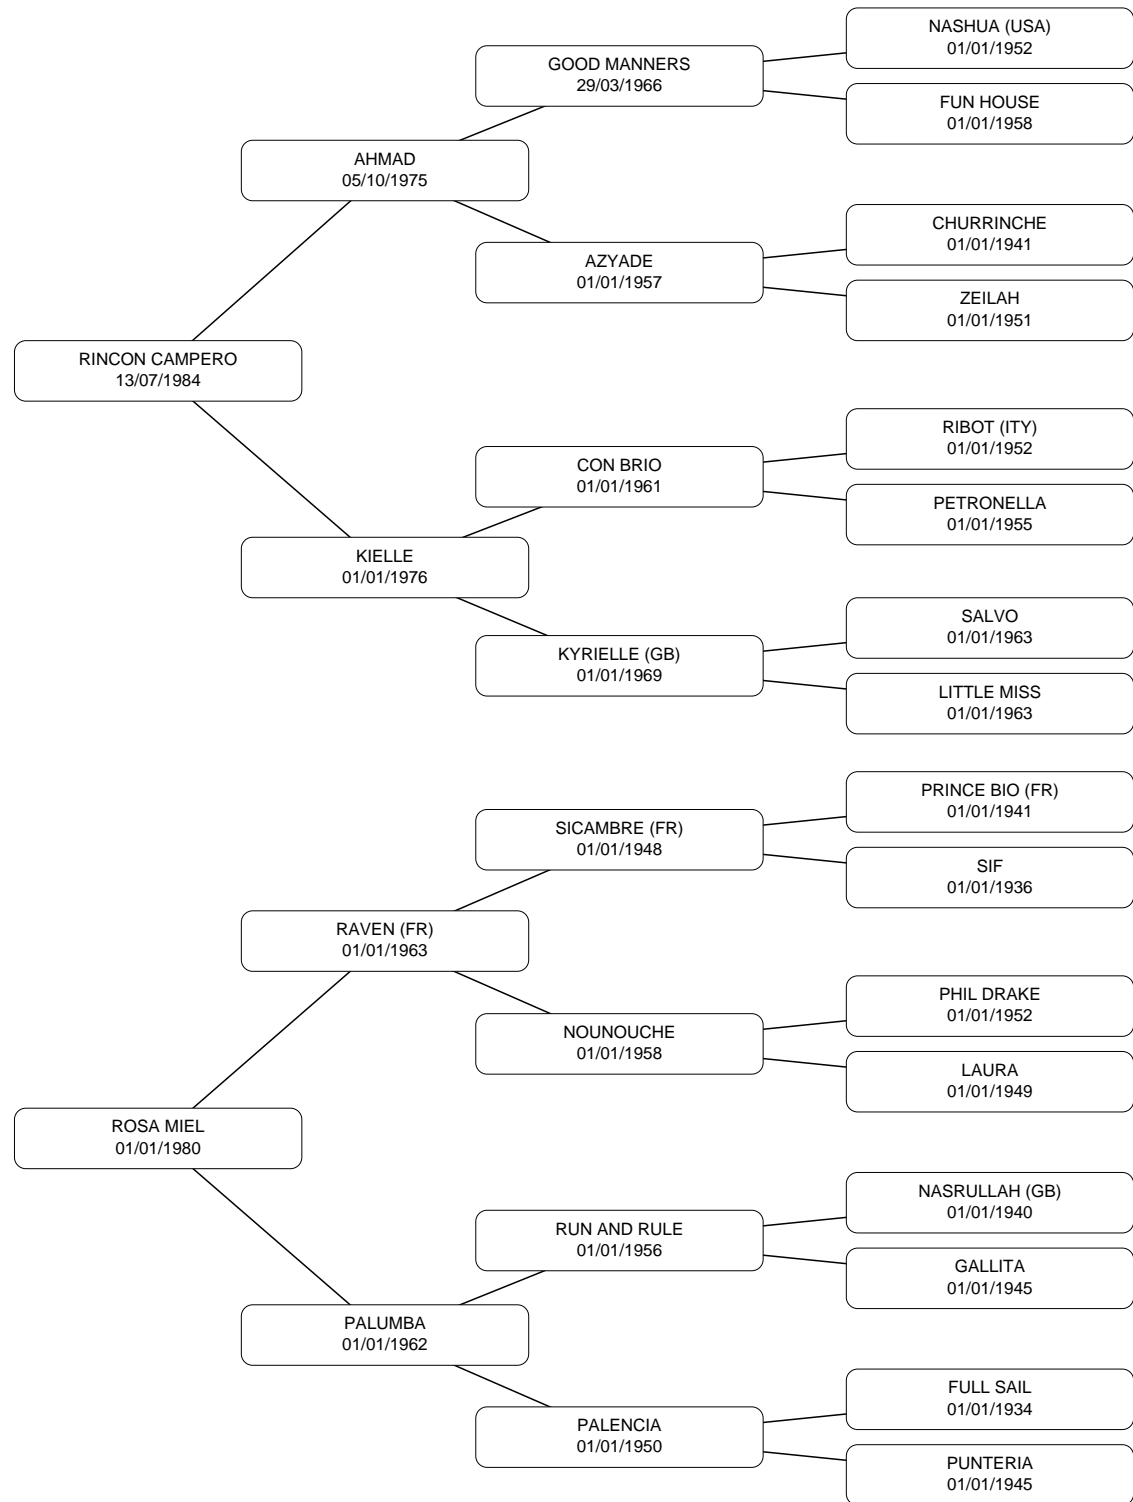 NASHUA (USA)
01/01/1952
GOOD MANNERS
29/03/1966
FUN HOUSE
01/01/1958
AHMAD
05/10/1975
CHURRINCHE
01/01/1941
AZYADE
01/01/1957
ZEILAH
01/01/1951
RINCON CAMPERO
13/07/1984
RIBOT (ITY)
01/01/1952
CON BRIO
01/01/1961
PETRONELLA
01/01/1955
KIELLE
01/01/1976
SALVO
01/01/1963
KYRIELLE (GB)
01/01/1969
LITTLE MISS
01/01/1963
PRINCE BIO (FR)
01/01/1941
SICAMBRE (FR)
01/01/1948
SIF
01/01/1936
RAVEN (FR)
01/01/1963
PHIL DRAKE
01/01/1952
NOUNOUCHE
01/01/1958
LAURA
01/01/1949
ROSA MIEL
01/01/1980
NASRULLAH (GB)
01/01/1940
RUN AND RULE
01/01/1956
GALLITA
01/01/1945
PALUMBA
01/01/1962
FULL SAIL
01/01/1934
PALENCIA
01/01/1950
PUNTERIA
01/01/1945